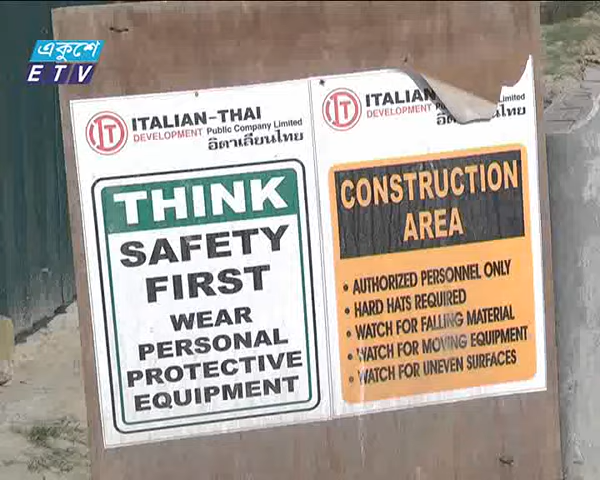 একুশে
ETV
ITALIAN-THAI
DEVELOPMENT Public Company Limited
อิตาเลียนไทย
THINK
SAFETY
FIRST
WEAR
PERSONAL
PROTECTIVE
EQUIPMENT
ITALIAN
DEVELOPMENT Limited
อิตาเลียนไทย
CONSTRUCTION
AREA
• AUTHORIZED PERSONNEL ONLY
• HARD HATS REQUIRED
• WATCH FOR FALLING MATERIAL
• WATCH FOR MOVING EQUIPMENT
• WATCH FOR UNEVEN SURFACES